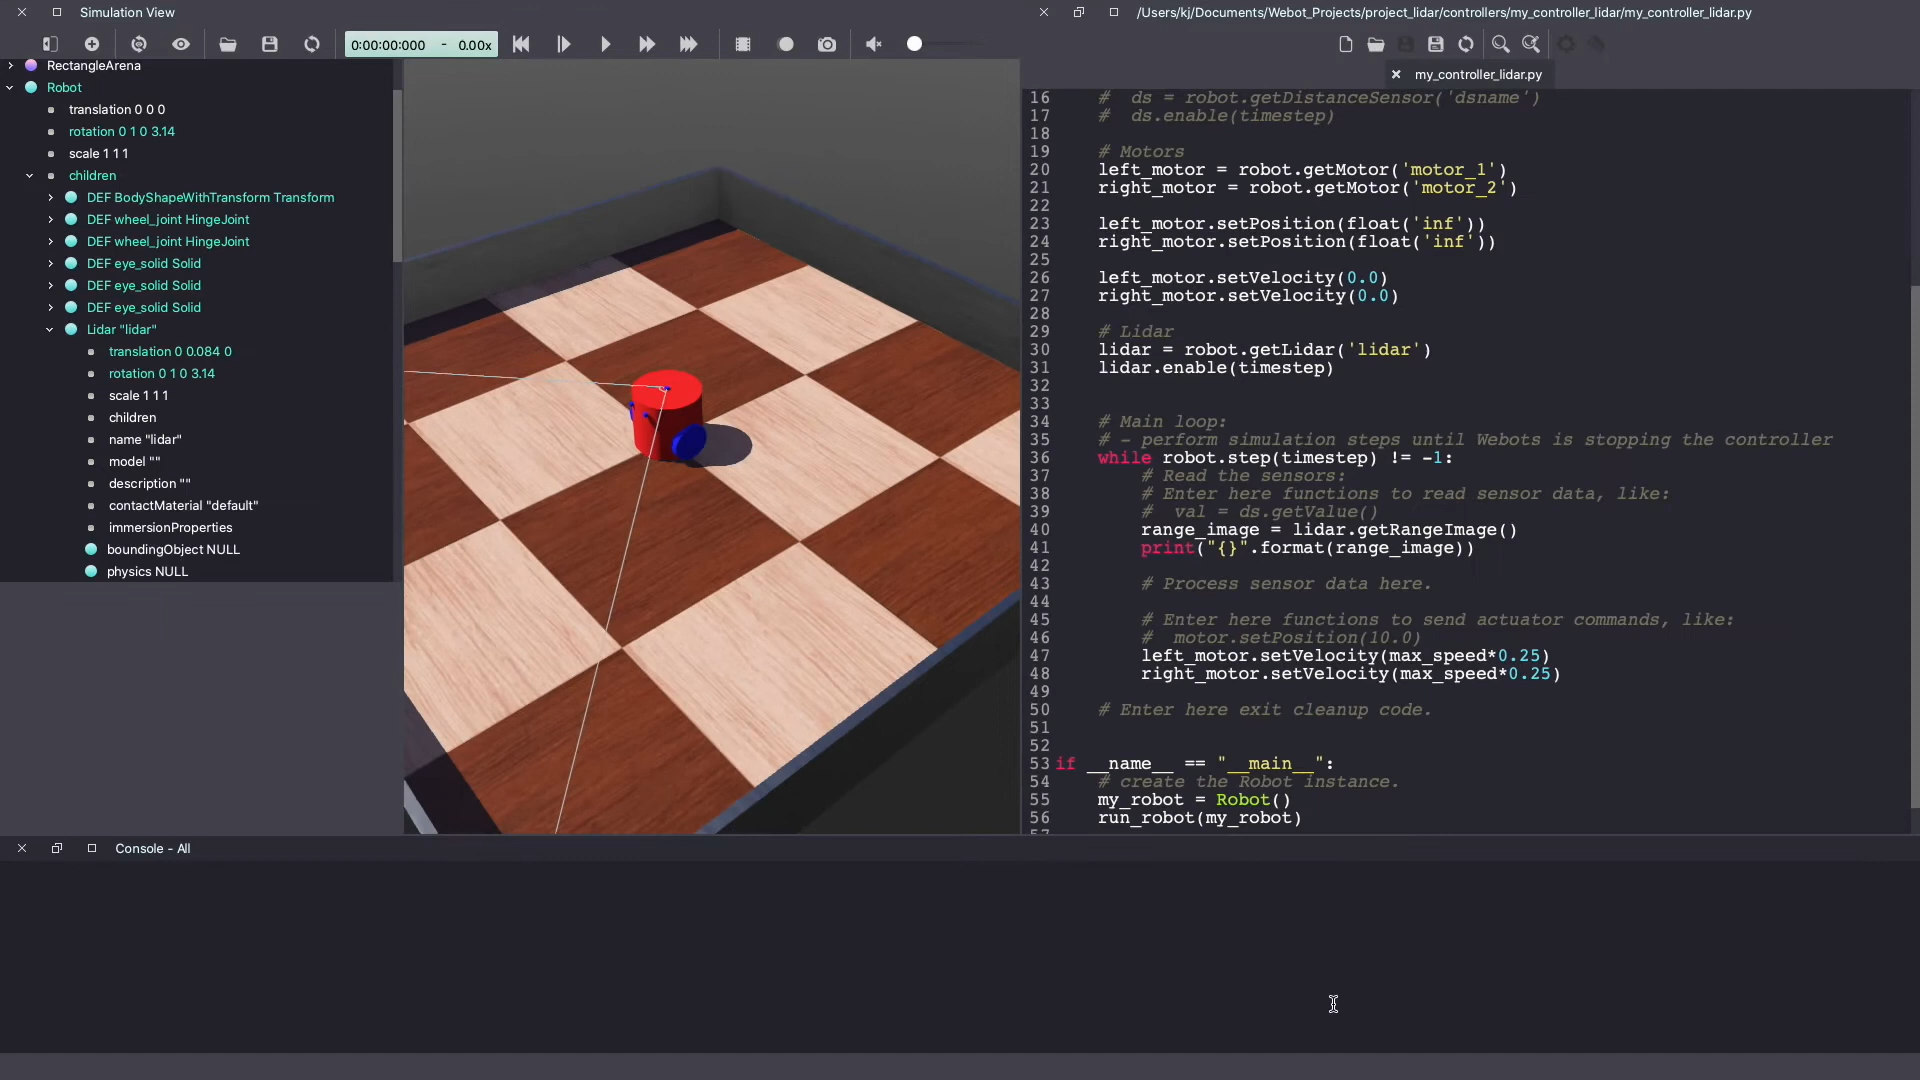 Simulation View
/Users/kj/Documents/Webot_Projects/project_lidar/controllers/my_controller_lidar/my_controller_lidar.py
0:00:00:000 - 0.00x
my_controller_lidar.py
RectangleArena
Robot
translation 0 0 0
rotation 0 1 0 3.14
scale 1 1 1
children
DEF BodyShapeWithTransform Transform
DEF wheel_joint HingeJoint
DEF wheel_joint HingeJoint
DEF eye_solid Solid
DEF eye_solid Solid
DEF eye_solid Solid
Lidar "lidar"
translation 0 0.084 0
rotation 0 1 0 3.14
scale 1 1 1
children
name "lidar"
model ""
description ""
contactMaterial "default"
immersionProperties
boundingObject NULL
physics NULL
16 # ds = robot.getDistanceSensor('dsname')
17 # ds.enable(timestep)
18
19 # Motors
20 left_motor = robot.getMotor('motor_1')
21 right_motor = robot.getMotor('motor_2')
22
23 left_motor.setPosition(float('inf'))
24 right_motor.setPosition(float('inf'))
25
26 left_motor.setVelocity(0.0)
27 right_motor.setVelocity(0.0)
28
29 # Lidar
30 lidar = robot.getLidar('lidar')
31 lidar.enable(timestep)
32
33
34 # Main loop:
35 # - perform simulation steps until Webots is stopping the controller
36 while robot.step(timestep) != -1:
37 # Read the sensors:
38 # Enter here functions to read sensor data, like:
39 # val = ds.getValue()
40 range_image = lidar.getRangeImage()
41 print("{}".format(range_image))
42
43 # Process sensor data here.
44
45 # Enter here functions to send actuator commands, like:
46 # motor.setPosition(10.0)
47 left_motor.setVelocity(max_speed*0.25)
48 right_motor.setVelocity(max_speed*0.25)
49
50 # Enter here exit cleanup code.
51
52
53 if __name__ == "__main__":
54 # create the Robot instance.
55 my_robot = Robot()
56 run_robot(my_robot)
57
Console - All